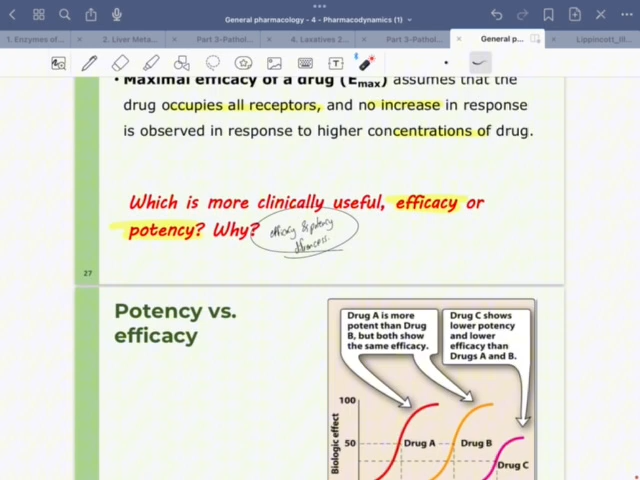 General pharmacology - 4 - Pharmacodynamics (1)
1. Enzymes of...
2. Liver Meta...
Part 3-Pathol...
4. Laxatives 2...
Part 3-Pathol...
General p...
Lippincott_Ill...
• Maximal efficacy of a drug (Emax) assumes that the
drug occupies all receptors, and no increase in response
is observed in response to higher concentrations of drug.
Which is more clinically useful, efficacy or
potency? Why?
efficacy & potency
27
Potency vs.
efficacy
Drug A is more
potent than Drug
B, but both show
the same efficacy.
Drug C shows
lower potency
and lower
efficacy than
Drugs A and B.
100
50
Biologic effect
Drug A
Drug B
Drug C